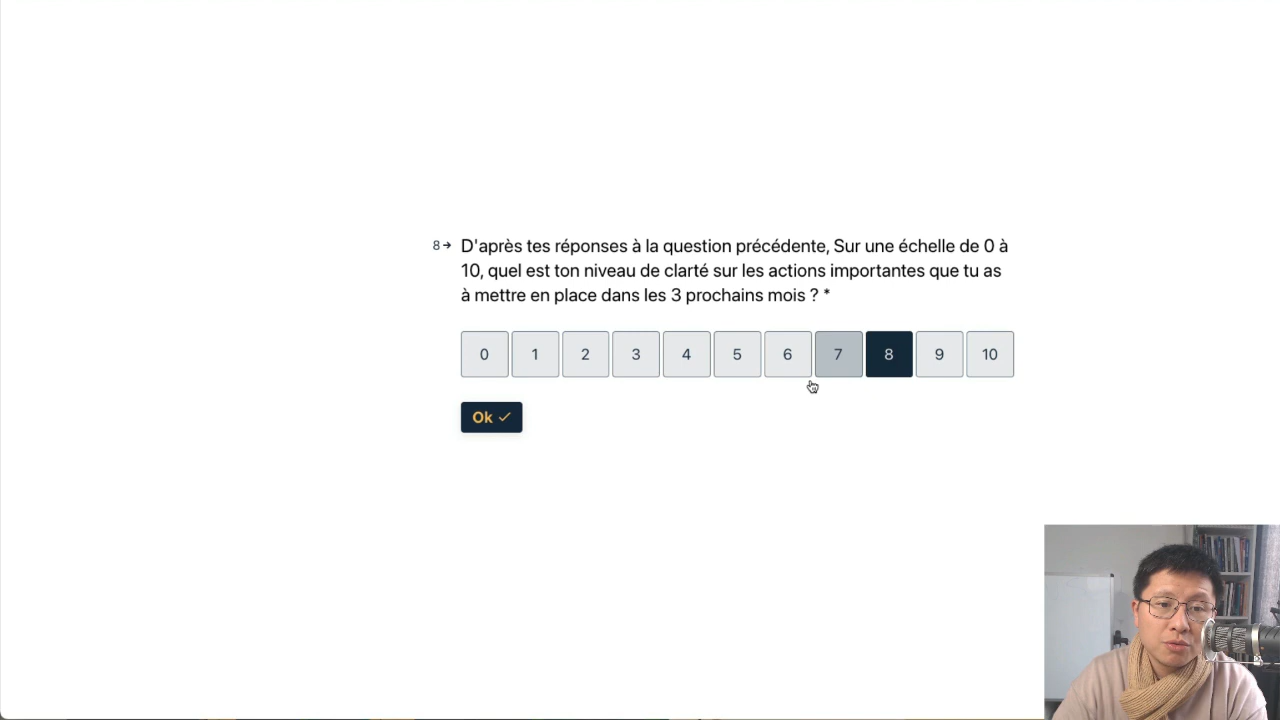 8→ D'après tes réponses à la question précédente, Sur une échelle de 0 à
10, quel est ton niveau de clarté sur les actions importantes que tu as
à mettre en place dans les 3 prochains mois ? *
0 1 2 3 4 5 6 7 8 9 10
Ok ✓